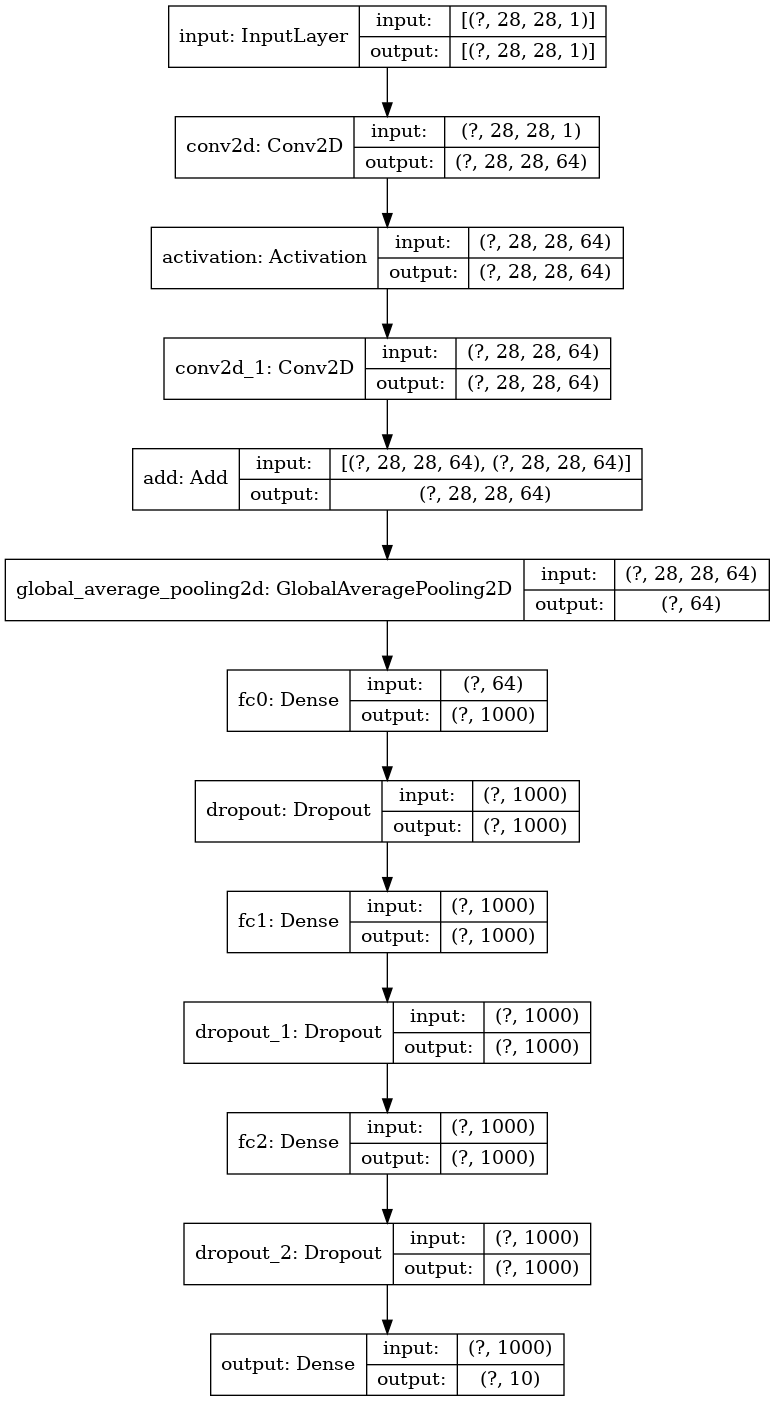 input: InputLayer
input: [(?, 28, 28, 1)]
output: [(?, 28, 28, 1)]
conv2d: Conv2D
input: (?, 28, 28, 1)
output: (?, 28, 28, 64)
activation: Activation
input: (?, 28, 28, 64)
output: (?, 28, 28, 64)
conv2d_1: Conv2D
input: (?, 28, 28, 64)
output: (?, 28, 28, 64)
add: Add
input: [(?, 28, 28, 64), (?, 28, 28, 64)]
output: (?, 28, 28, 64)
global_average_pooling2d: GlobalAveragePooling2D
input: (?, 28, 28, 64)
output: (?, 64)
fc0: Dense
input: (?, 64)
output: (?, 1000)
dropout: Dropout
input: (?, 1000)
output: (?, 1000)
fc1: Dense
input: (?, 1000)
output: (?, 1000)
dropout_1: Dropout
input: (?, 1000)
output: (?, 1000)
fc2: Dense
input: (?, 1000)
output: (?, 1000)
dropout_2: Dropout
input: (?, 1000)
output: (?, 1000)
output: Dense
input: (?, 1000)
output: (?, 10)